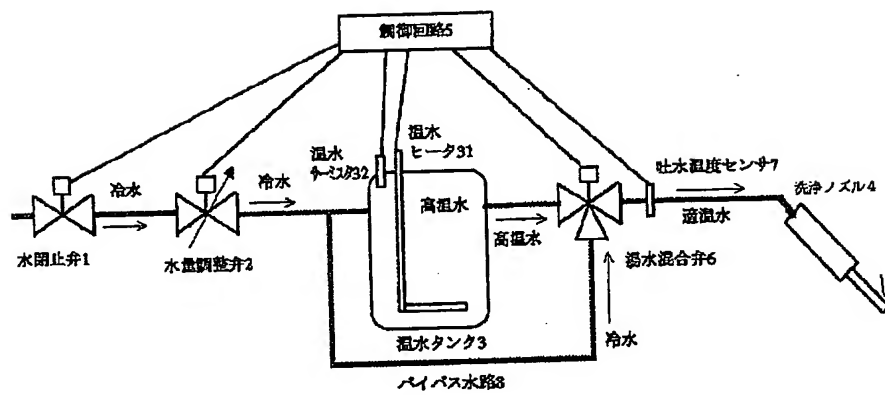 制御回路5
温水
サーミスタ32
温水
ヒータ31
吐水温度センサ7
洗浄ノズル4
冷水
冷水
高温水
高温水
適温水
水閉止弁1
水量調整弁2
湯水混合弁6
冷水
温水タンク3
バイパス水路8